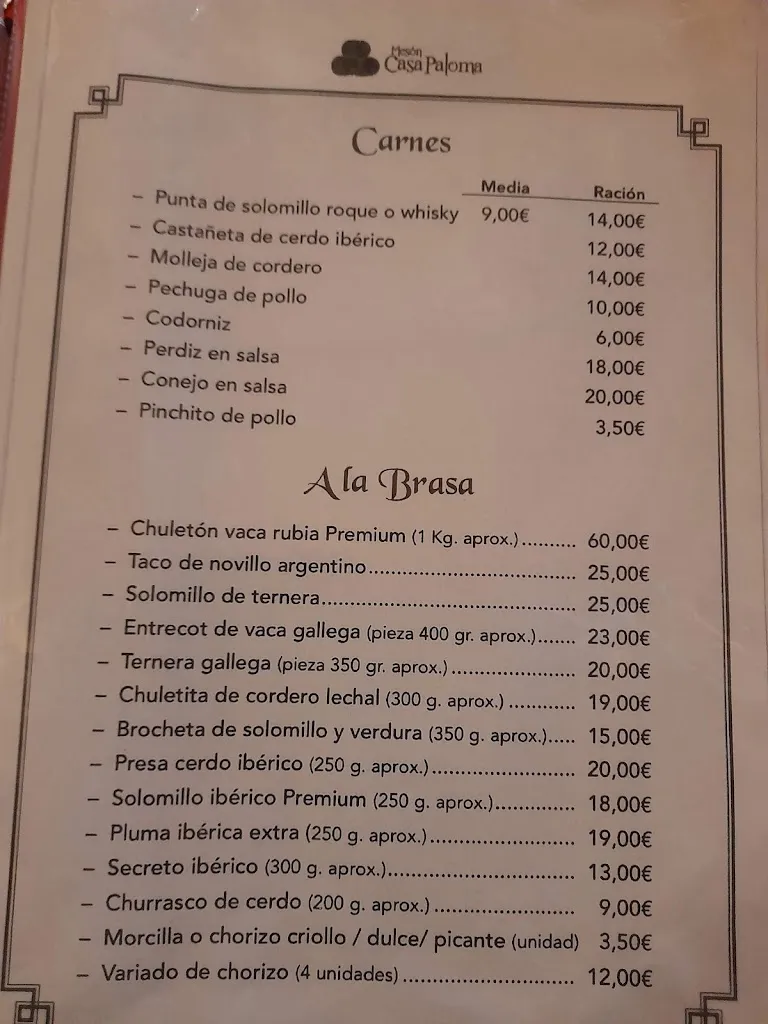 Mesón
Casa Paloma
Carnes
Media Ración
– Punta de solomillo roque o whisky 9,00€ 14,00€
– Castañeta de cerdo ibérico 12,00€
– Molleja de cordero 14,00€
– Pechuga de pollo 10,00€
– Codorniz 6,00€
– Perdiz en salsa 18,00€
– Conejo en salsa 20,00€
– Pinchito de pollo 3,50€
A la Brasa
– Chuletón vaca rubia Premium (1 Kg. aprox.).......... 60,00€
– Taco de novillo argentino....................................... 25,00€
– Solomillo de ternera................................................ 25,00€
– Entrecot de vaca gallega (pieza 400 gr. aprox.)....... 23,00€
– Ternera gallega (pieza 350 gr. aprox.)....................... 20,00€
– Chuletita de cordero lechal (300 g. aprox.)............ 19,00€
– Brocheta de solomillo y verdura (350 g. aprox.)..... 15,00€
– Presa cerdo ibérico (250 g. aprox.).......................... 20,00€
– Solomillo ibérico Premium (250 g. aprox.).............. 18,00€
– Pluma ibérica extra (250 g. aprox.).......................... 19,00€
– Secreto ibérico (300 g. aprox.)................................. 13,00€
– Churrasco de cerdo (200 g. aprox.)......................... 9,00€
– Morcilla o chorizo criollo / dulce/ picante (unidad) 3,50€
– Variado de chorizo (4 unidades).............................. 12,00€